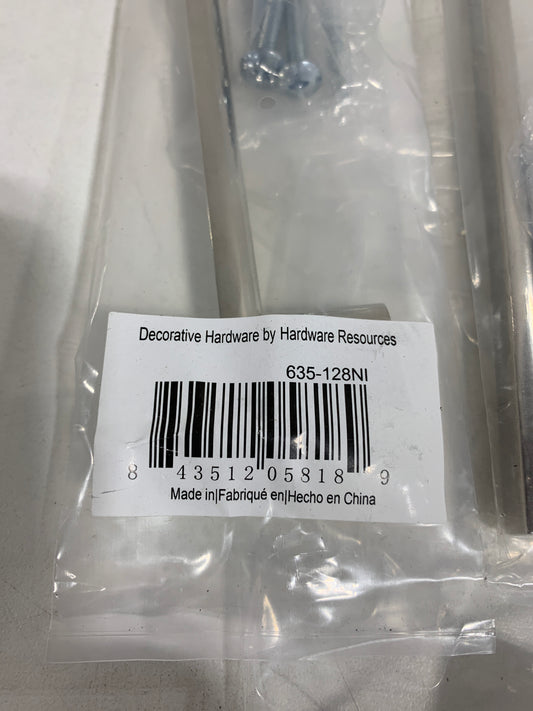 Decorative Hardware by Hardware Resources
635-128NI
8 43512 05818 9
Made in|Fabriqué en|Hecho en China